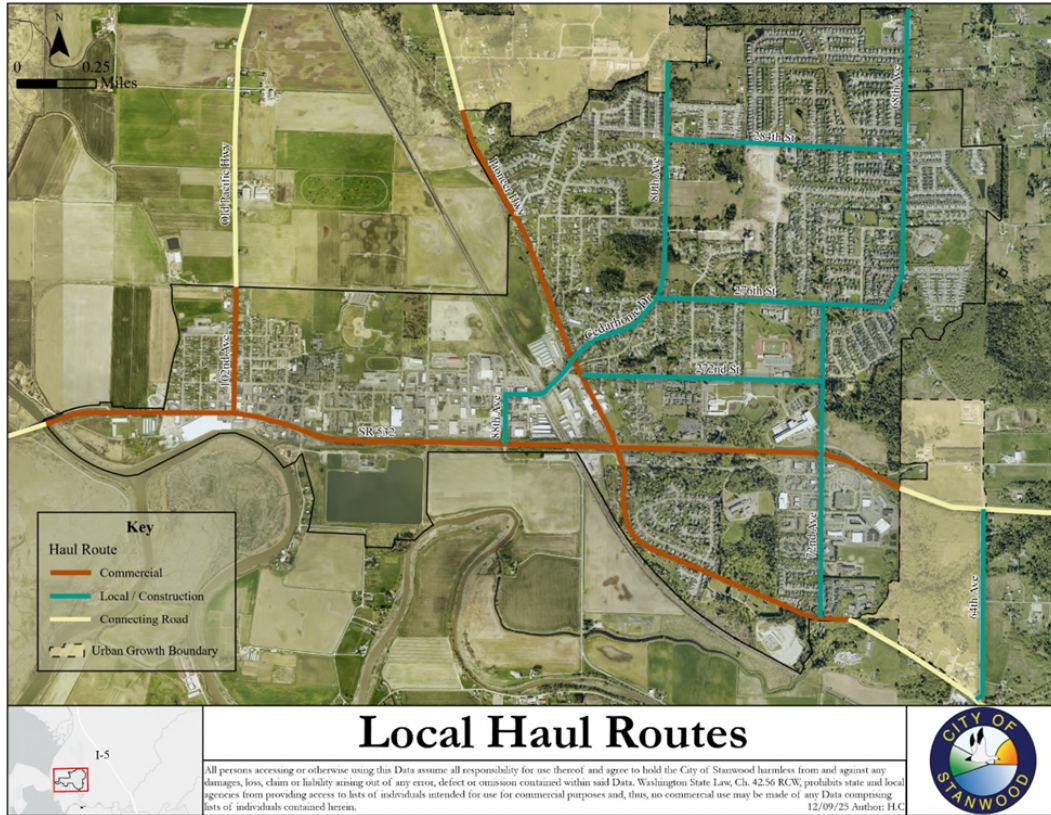 N
0 0.25
Miles
Old Pacific Hwy
Pioneer Hwy
80th Ave
284th St
68th Ave
276th St
Cedarhome Dr
272nd St
102nd Ave
88th Ave
SR 532
72nd Ave
64th Ave
Key
Haul Route
Commercial
Local / Construction
Connecting Road
Urban Growth Boundary
I-5
Local Haul Routes
All persons accessing or otherwise using this Data assume all responsibility for use thereof and agree to hold the City of Stanwood harmless from and against any
damages, loss, claim or liability arising out of any error, defect or omission contained within said Data. Washington State Law, Ch. 42.56 RCW, prohibits state and local
agencies from providing access to lists of individuals intended for use for commercial purposes and, thus, no commercial use may be made of any Data comprising
lists of individuals contained herein.
12/09/25 Author: H.C
CITY OF
STANWOOD